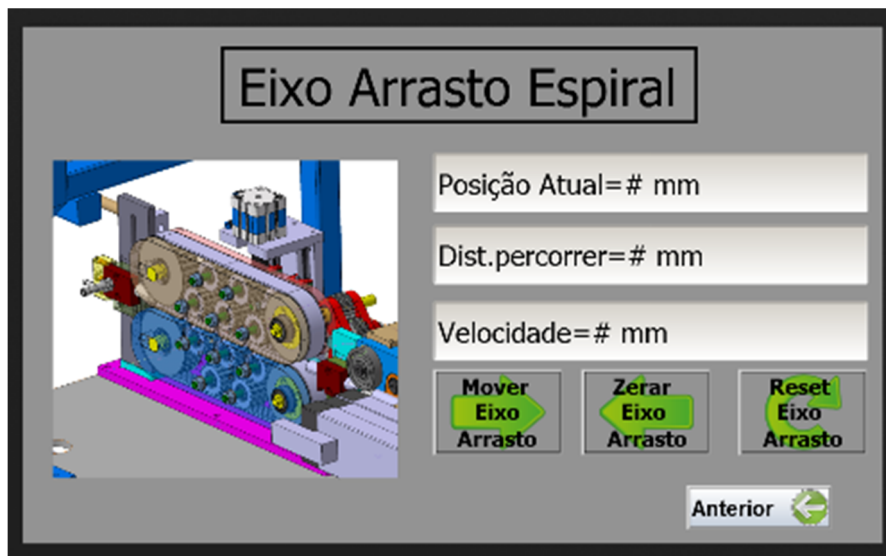 Eixo Arrasto Espiral
Posição Atual=# mm
Dist.percorrer=# mm
Velocidade=# mm
Mover
Eixo
Arrasto
Zerar
Eixo
Arrasto
Reset
Eixo
Arrasto
Anterior